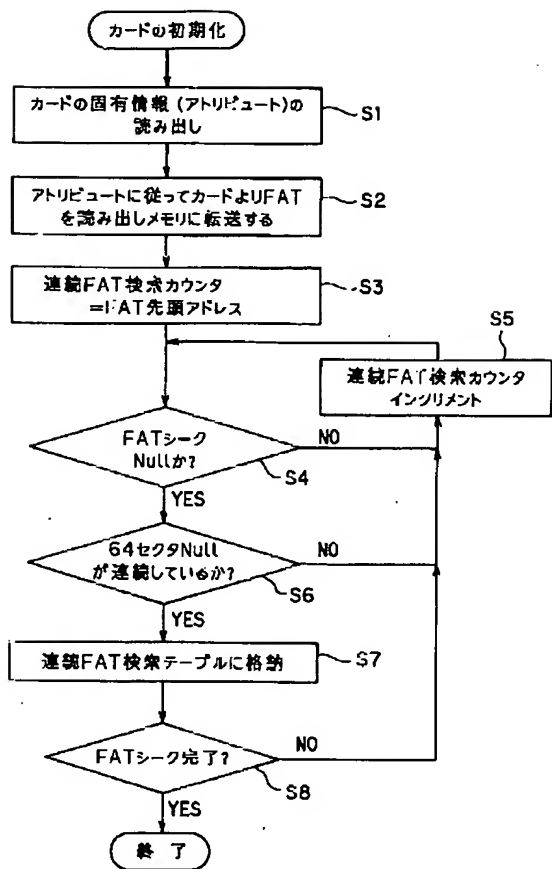 カードの初期化
カードの固有情報(アトリビュート)の
読み出し
S1
アトリビュートに従ってカードよりFAT
を読み出しメモリに転送する
S2
連続FAT検索カウンタ
=FAT先頭アドレス
S3
S5
連続FAT検索カウンタ
インクリメント
FATシーク
Nullか?
NO
S4
YES
64セクタNull
が連続しているか?
NO
S6
YES
連続FAT検索テーブルに格納
S7
FATシーク完了?
NO
S8
YES
終了